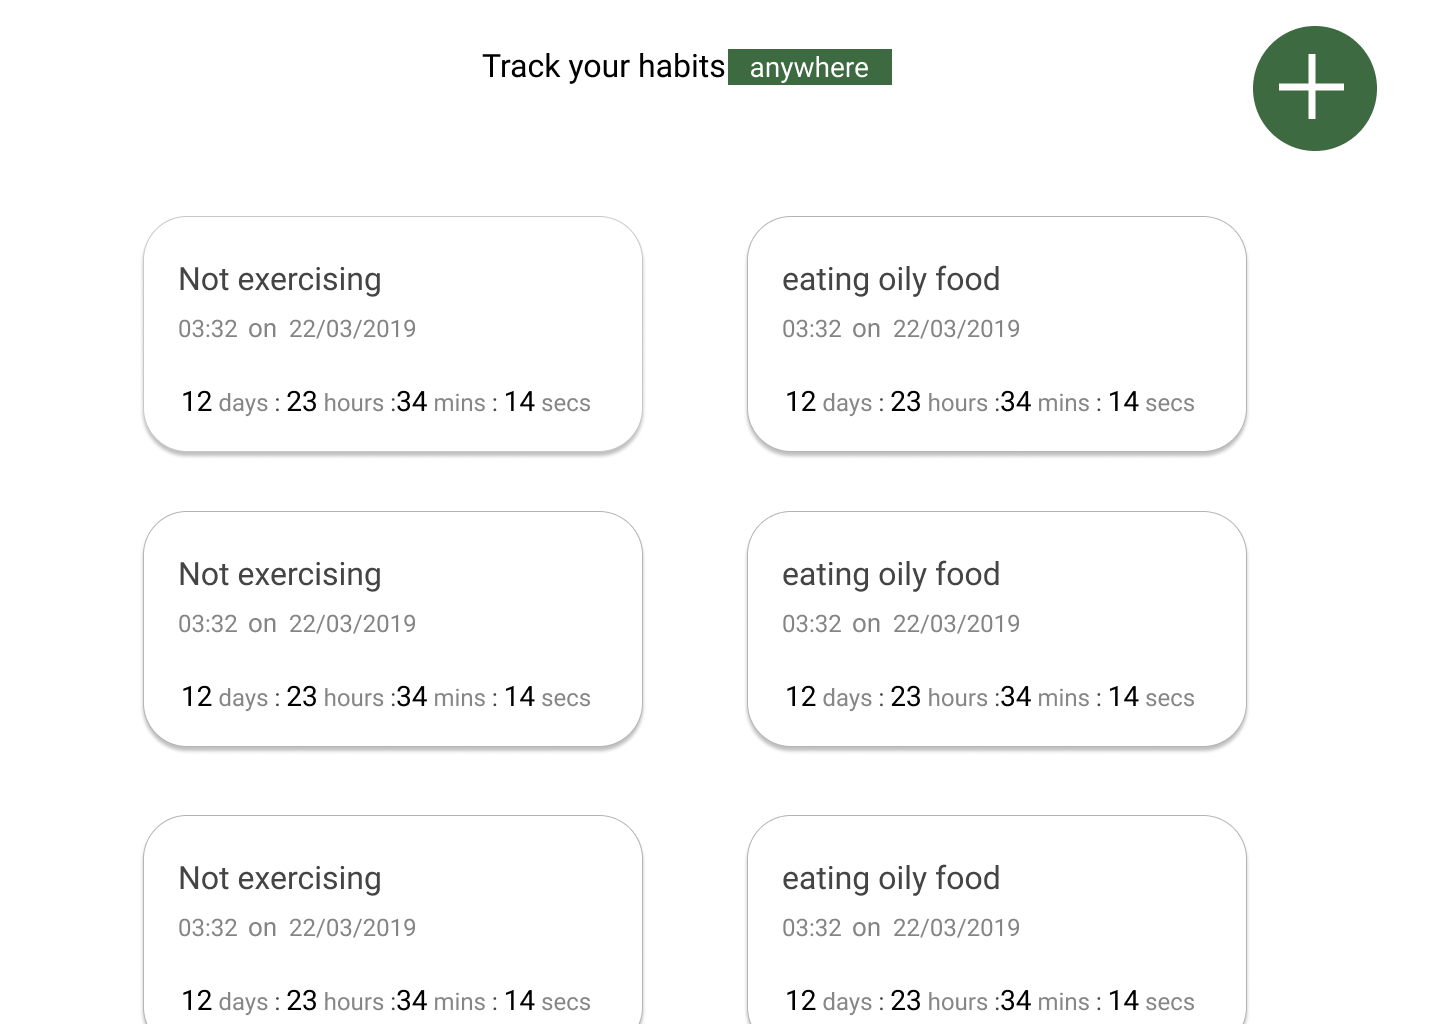 Track your habits anywhere
Not exercising
03:32 on 22/03/2019
12 days : 23 hours :34 mins : 14 secs
eating oily food
03:32 on 22/03/2019
12 days : 23 hours :34 mins : 14 secs
Not exercising
03:32 on 22/03/2019
12 days : 23 hours :34 mins : 14 secs
eating oily food
03:32 on 22/03/2019
12 days : 23 hours :34 mins : 14 secs
Not exercising
03:32 on 22/03/2019
12 days : 23 hours :34 mins : 14 secs
eating oily food
03:32 on 22/03/2019
12 days : 23 hours :34 mins : 14 secs